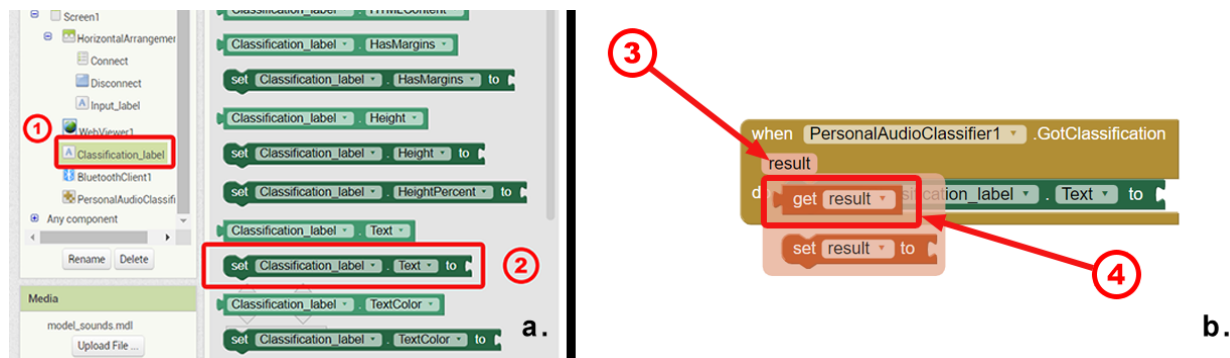 Screen1
HorizontalArrangemer
Connect
Disconnect
Input_label
WebViewer1
1
Classification_label
BluetoothClient1
PersonalAudioClassifi
Any component
Rename Delete
Media
model_sounds.mdl
Upload File ...
Classification_label . HTMLContent
Classification_label . HasMargins
set Classification_label . HasMargins to
Classification_label . Height
set Classification_label . Height to
set Classification_label . HeightPercent to
Classification_label . Text
set Classification_label . Text to
2
Classification_label . TextColor
set Classification_label . TextColor to
a.
3
when PersonalAudioClassifier1 .GotClassification
result
get result
ication_label . Text to
set result to
4
b.